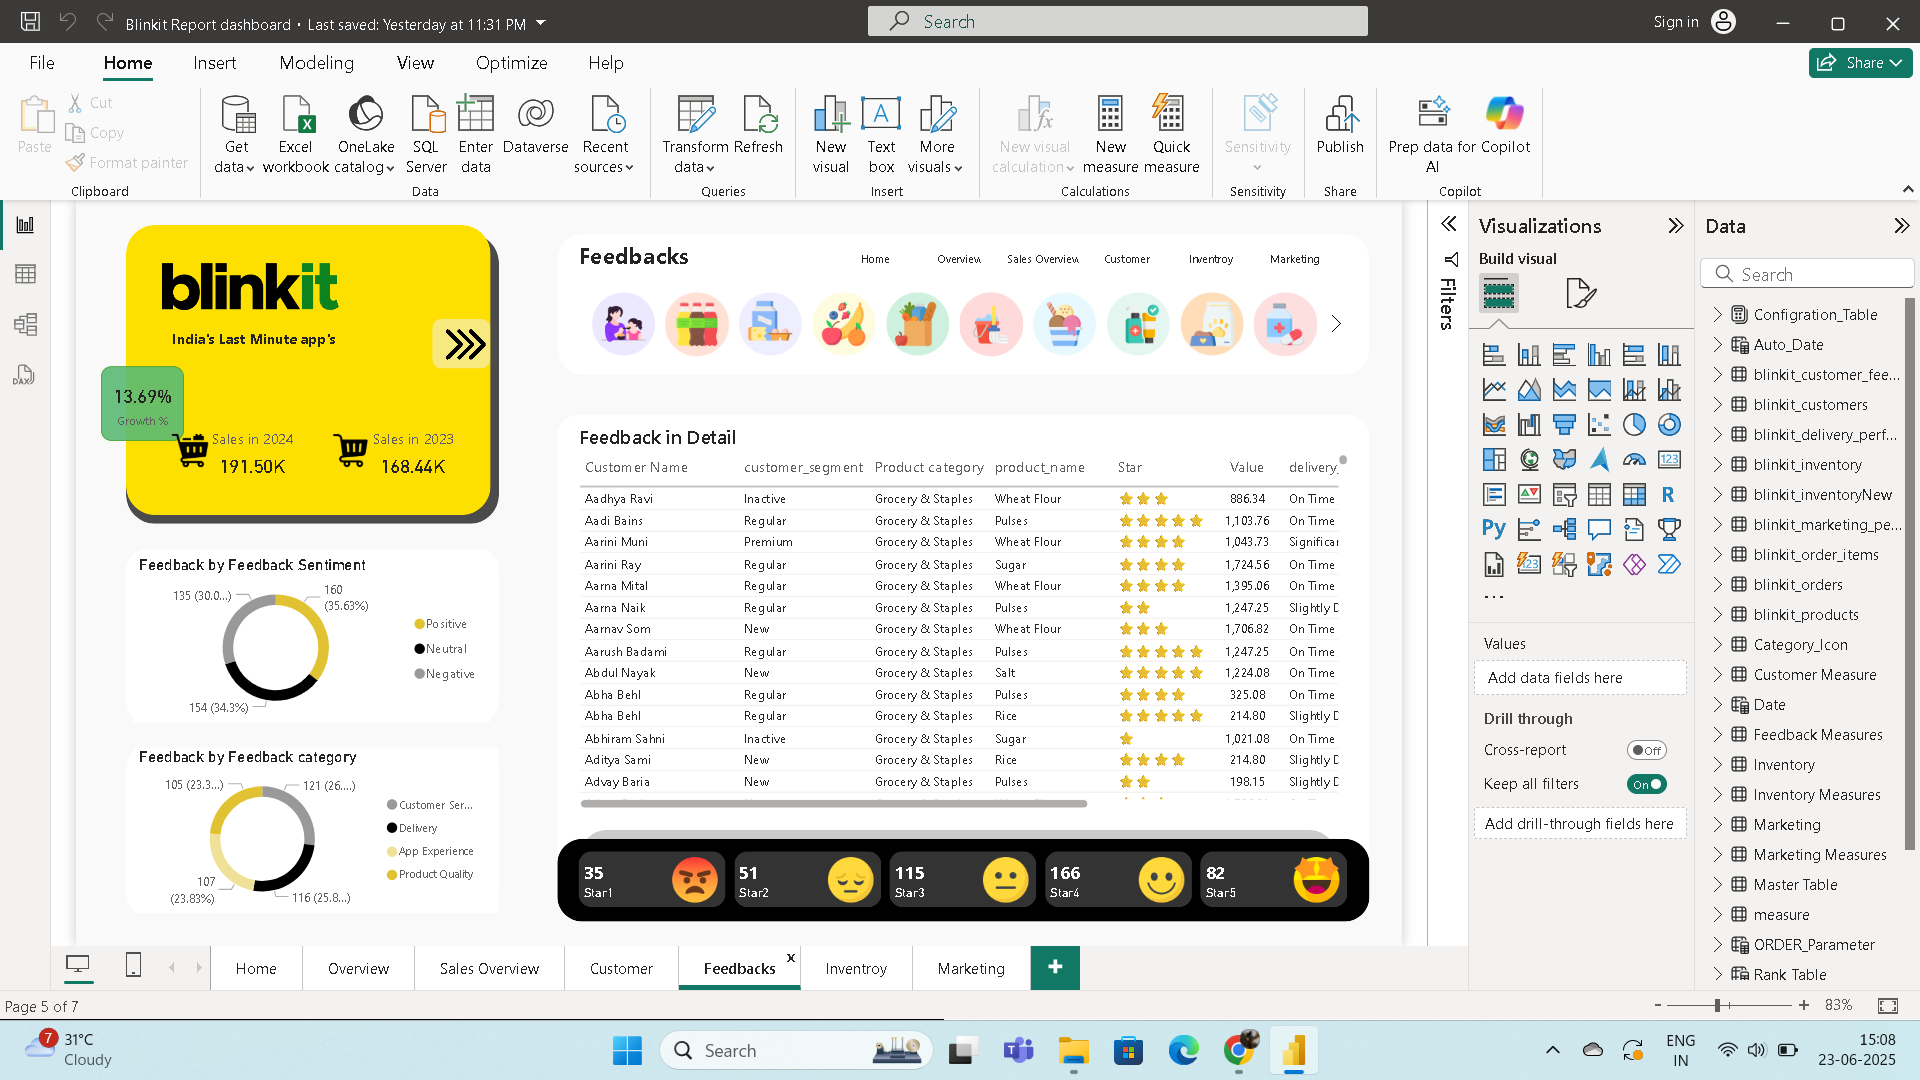 Blinkit Report dashboard • Last saved: Yesterday at 11:31 PM
Search
Sign in
File Home Insert Modeling View Optimize Help
Share
Paste
Cut
Copy
Format painter
Clipboard
Get data
Excel workbook
OneLake catalog
SQL Server
Enter data
Dataverse
Recent sources
Data
Transform data
Refresh
Queries
New visual
Text box
More visuals
Insert
New visual calculation
New measure
Quick measure
Calculations
Sensitivity
Sensitivity
Publish
Share
Prep data for AI
Copilot
Copilot
blinkit
India's Last Minute app's
13.69%
Growth %
Sales in 2024
191.50K
Sales in 2023
168.44K
Feedbacks
Home Overview Sales Overview Customer Inventroy Marketing
Feedback by Feedback Sentiment
135 (30.0...)
160 (35.63%)
154 (34.3%)
Positive
Neutral
Negative
Feedback by Feedback category
105 (23.3...)
121 (26....)
107 (23.83%)
116 (25.8...)
Customer Ser...
Delivery
App Experience
Product Quality
Feedback in Detail
Customer Name customer_segment Product category product_name Star Value delivery_
Aadhya Ravi Inactive Grocery & Staples Wheat Flour 886.34 On Time
Aadi Bains Regular Grocery & Staples Pulses 1,103.76 On Time
Aarini Muni Premium Grocery & Staples Wheat Flour 1,043.73 Significar
Aarini Ray Regular Grocery & Staples Sugar 1,724.56 On Time
Aarna Mital Regular Grocery & Staples Wheat Flour 1,395.06 On Time
Aarna Naik Regular Grocery & Staples Pulses 1,247.25 Slightly D
Aarnav Som New Grocery & Staples Wheat Flour 1,706.82 On Time
Aarush Badami Regular Grocery & Staples Pulses 1,247.25 On Time
Abdul Nayak New Grocery & Staples Salt 1,224.08 On Time
Abha Behl Regular Grocery & Staples Pulses 325.08 On Time
Abha Behl Regular Grocery & Staples Rice 214.80 Slightly D
Abhiram Sahni Inactive Grocery & Staples Sugar 1,021.08 On Time
Aditya Sami New Grocery & Staples Rice 214.80 Slightly D
Advay Baria New Grocery & Staples Pulses 198.15 Slightly D
35
Star1
51
Star2
115
Star3
166
Star4
82
Star5
Filters
Visualizations
Build visual
R
Py
123
123
Values
Add data fields here
Drill through
Cross-report Off
Keep all filters On
Add drill-through fields here
Data
Search
Configration_Table
Auto_Date
blinkit_customer_fee...
blinkit_customers
blinkit_delivery_perf...
blinkit_inventory
blinkit_inventoryNew
blinkit_marketing_pe...
blinkit_order_items
blinkit_orders
blinkit_products
Category_Icon
Customer Measure
Date
Feedback Measures
Inventory
Inventory Measures
Marketing
Marketing Measures
Master Table
measure
ORDER_Parameter
Rank Table
DAX
Home Overview Sales Overview Customer Feedbacks x Inventroy Marketing +
Page 5 of 7
- + 83%
7
31°C
Cloudy
Search
ENG
IN
15:08
23-06-2025